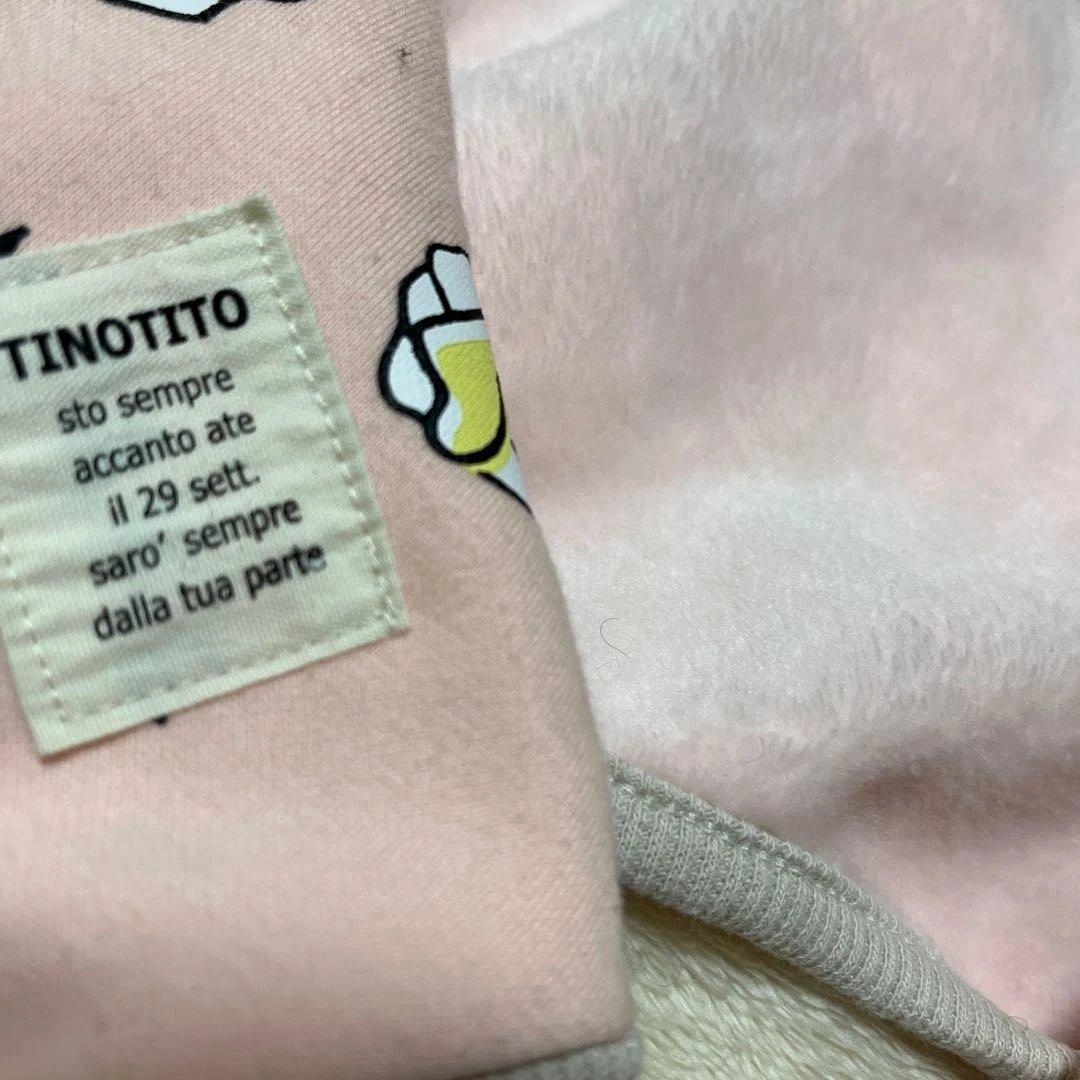 TINOTITO
sto sempre
accanto ate
il 29 sett.
saro' sempre
dalla tua parte